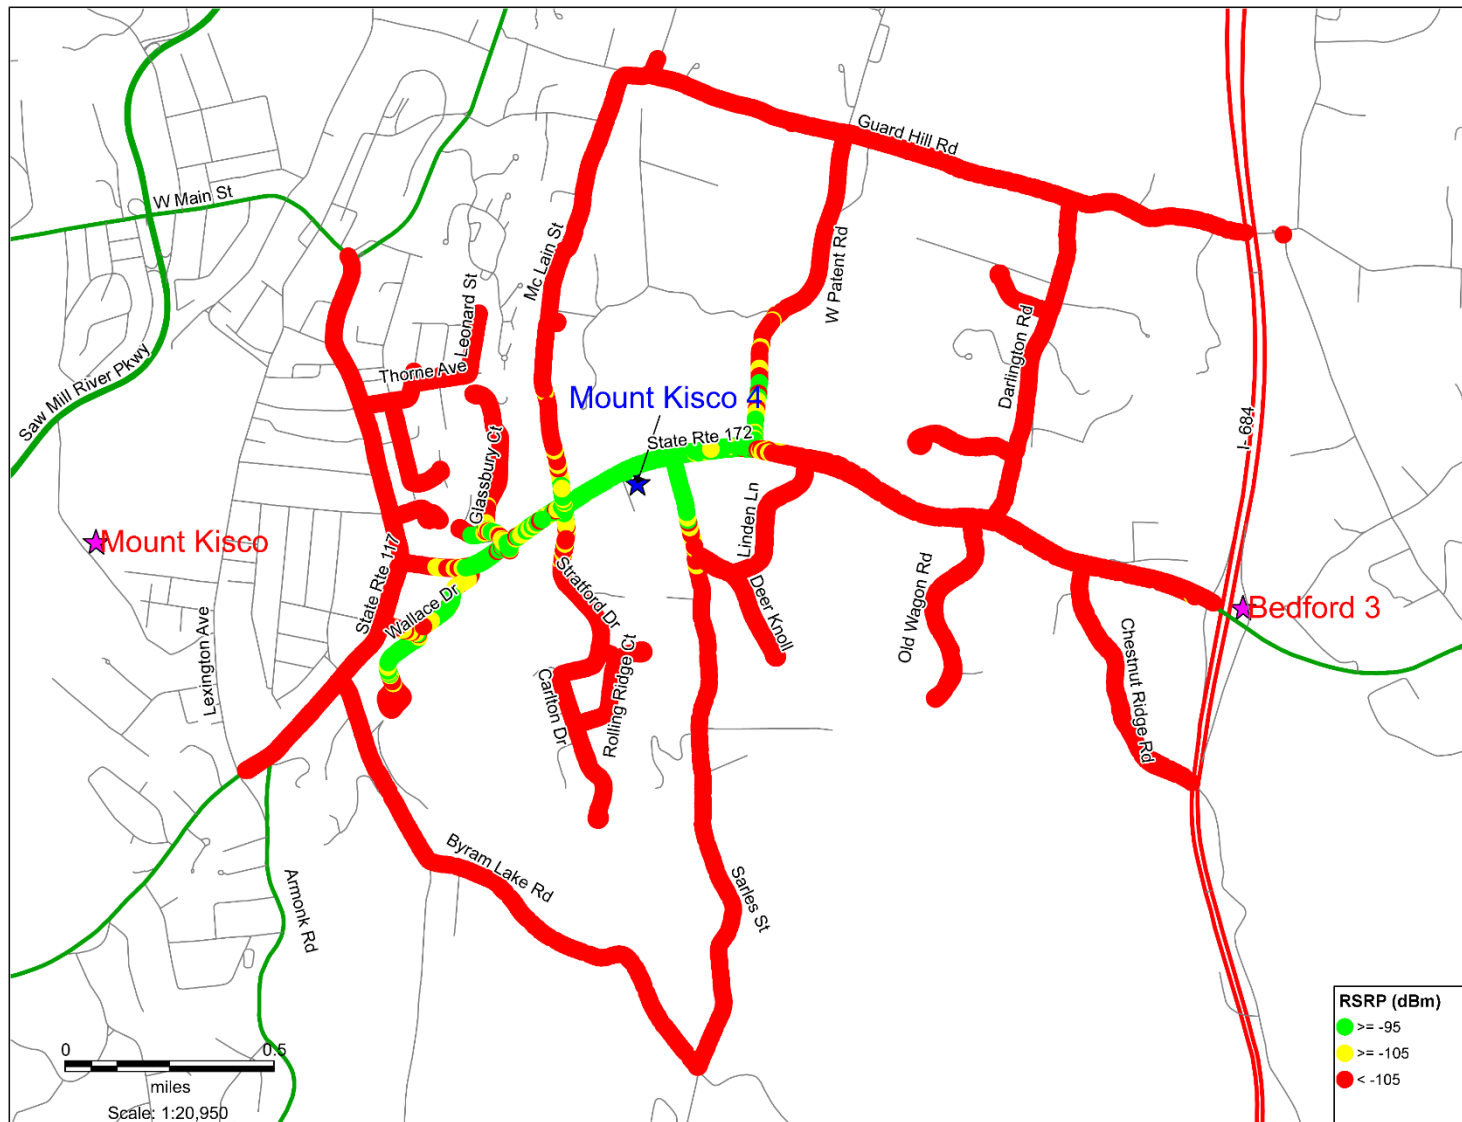 Guard Hill Rd
W Main St
Mc Lain St
W Patent Rd
Leonard St
Thorne Ave
Darlington Rd
Saw Mill River Pkwy
Mount Kisco 4
State Rte 172
I- 684
Glassbury Ct
Linden Ln
Mount Kisco
State Rte 117
Wallace Dr
Stratford Dr
Deer Knoll
Old Wagon Rd
Bedford 3
Lexington Ave
Carlton Dr
Rolling Ridge Ct
Chestnut Ridge Rd
Byram Lake Rd
Sarles St
Armonk Rd
RSRP (dBm)
>= -95
>= -105
< -105
0 0.5
miles
Scale: 1:20,950